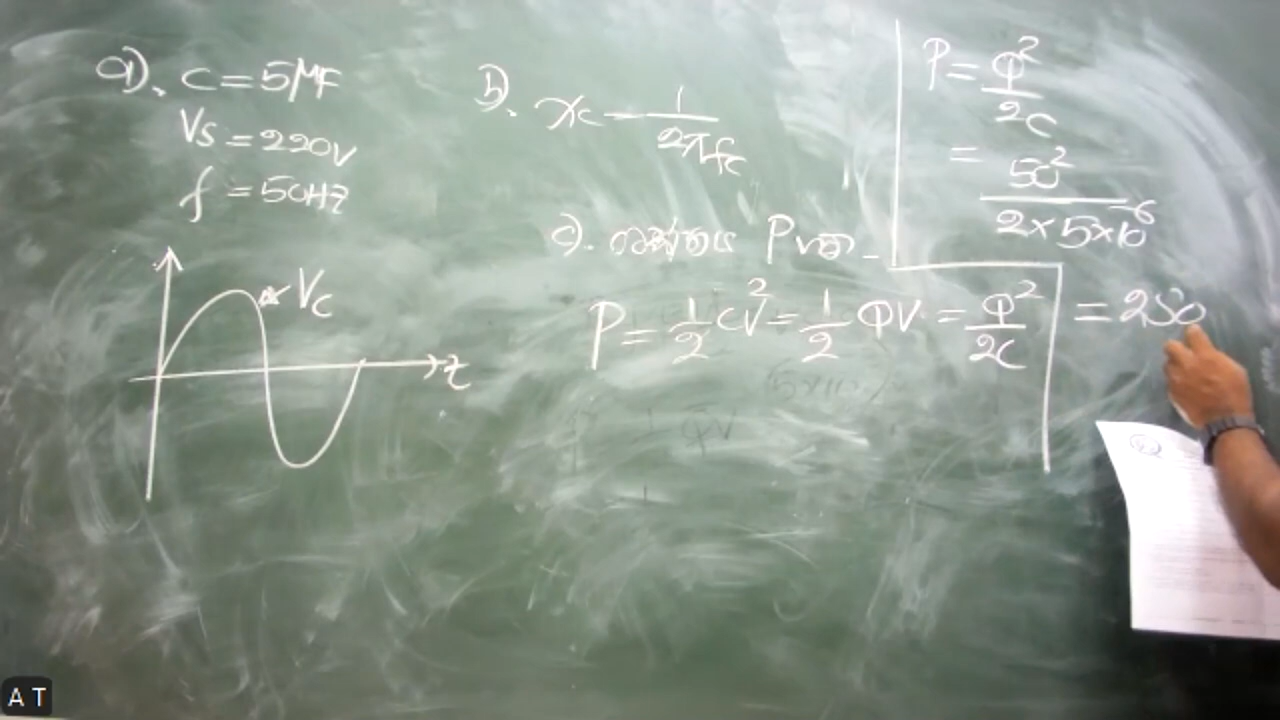 a). C = 5μF
Vs = 220V
f = 50Hz
Vc
t
b). Xc = 1/2πfc
c). P = 1/2 CV² = 1/2 QV = Q²/2C
P = Q²/2C
= 50²/2×5×10⁻⁶
= 250
A T